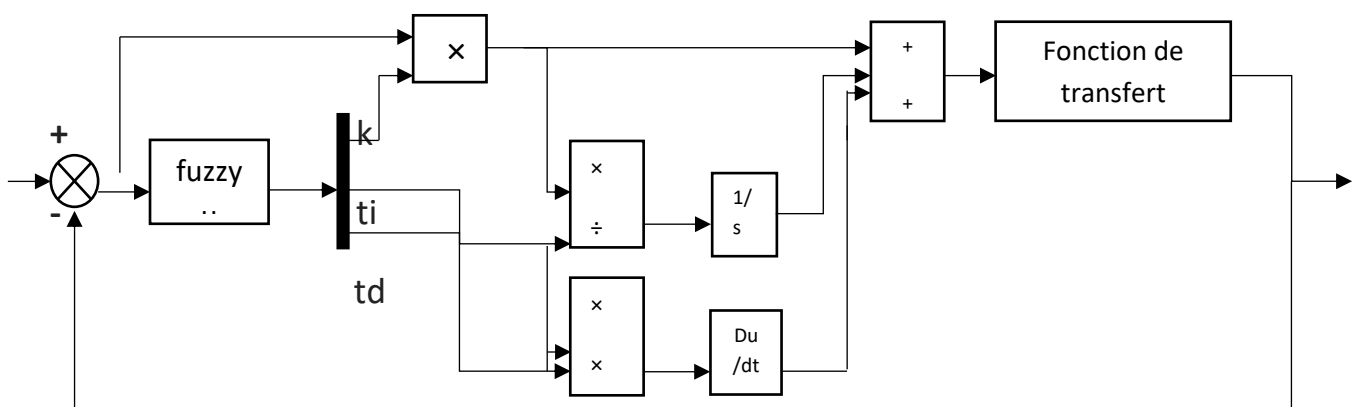 ×
+
+
Fonction de
transfert
+
-
fuzzy
..
k
ti
td
×
÷
1/
s
×
×
Du
/dt